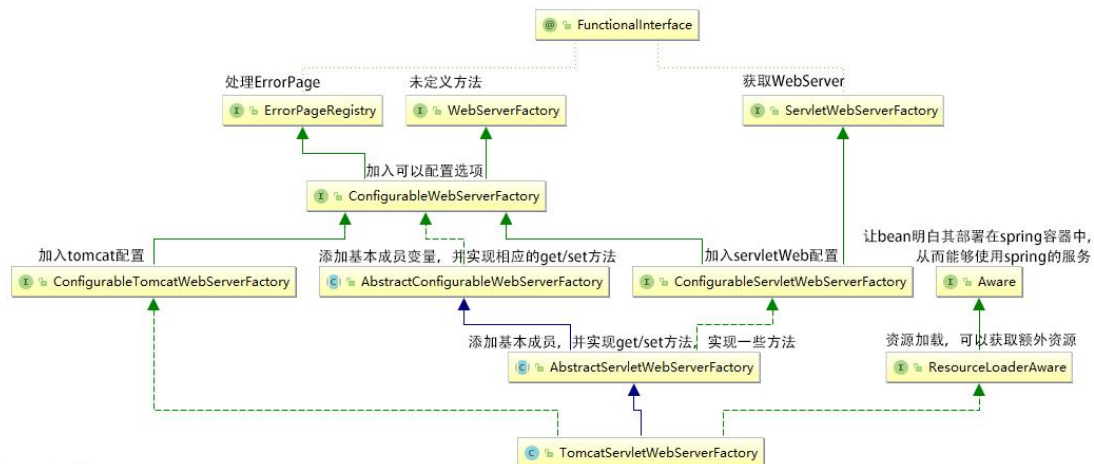 FunctionalInterface
处理ErrorPage
未定义方法
获取WebServer
ErrorPageRegistry
WebServerFactory
ServletWebServerFactory
加入可以配置选项
ConfigurableWebServerFactory
加入tomcat配置
添加基本成员变量，并实现相应的get/set方法
加入servletWeb配置
让bean明白其部署在spring容器中，
从而能够使用spring的服务
ConfigurableTomcatWebServerFactory
AbstractConfigurableWebServerFactory
ConfigurableServletWebServerFactory
Aware
添加基本成员，并实现get/set方法，实现一些方法
资源加载，可以获取额外资源
AbstractServletWebServerFactory
ResourceLoaderAware
TomcatServletWebServerFactory